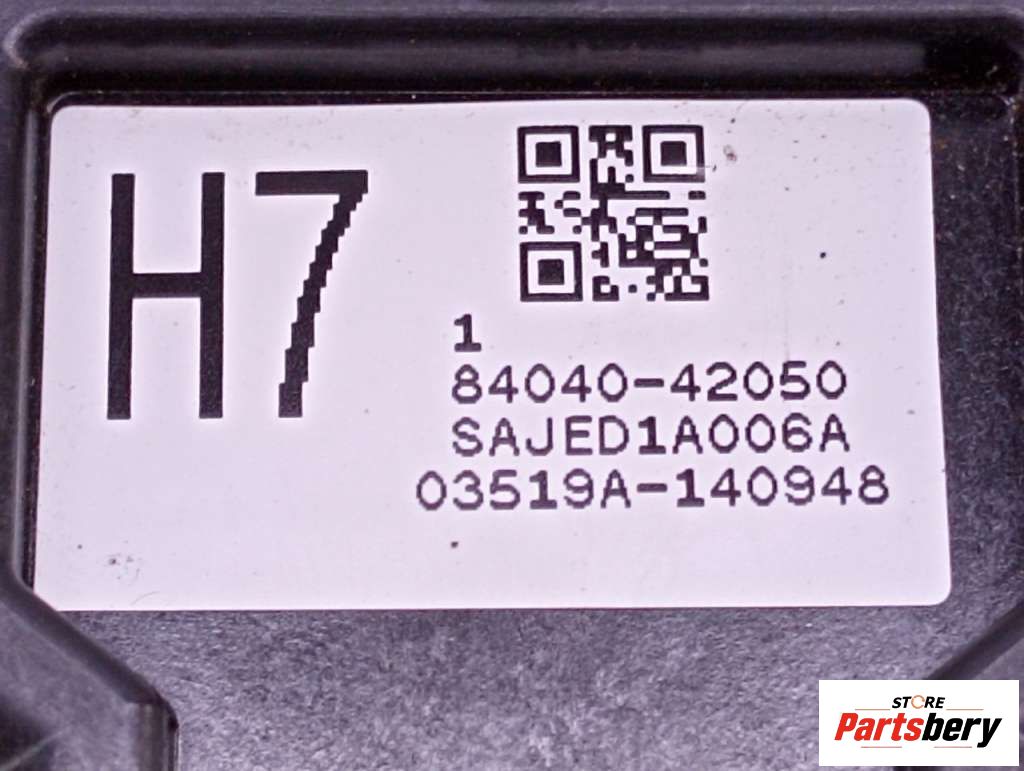 H7
1
84040-42050
SAJED1A006A
03519A-140948
STORE
Partsbery